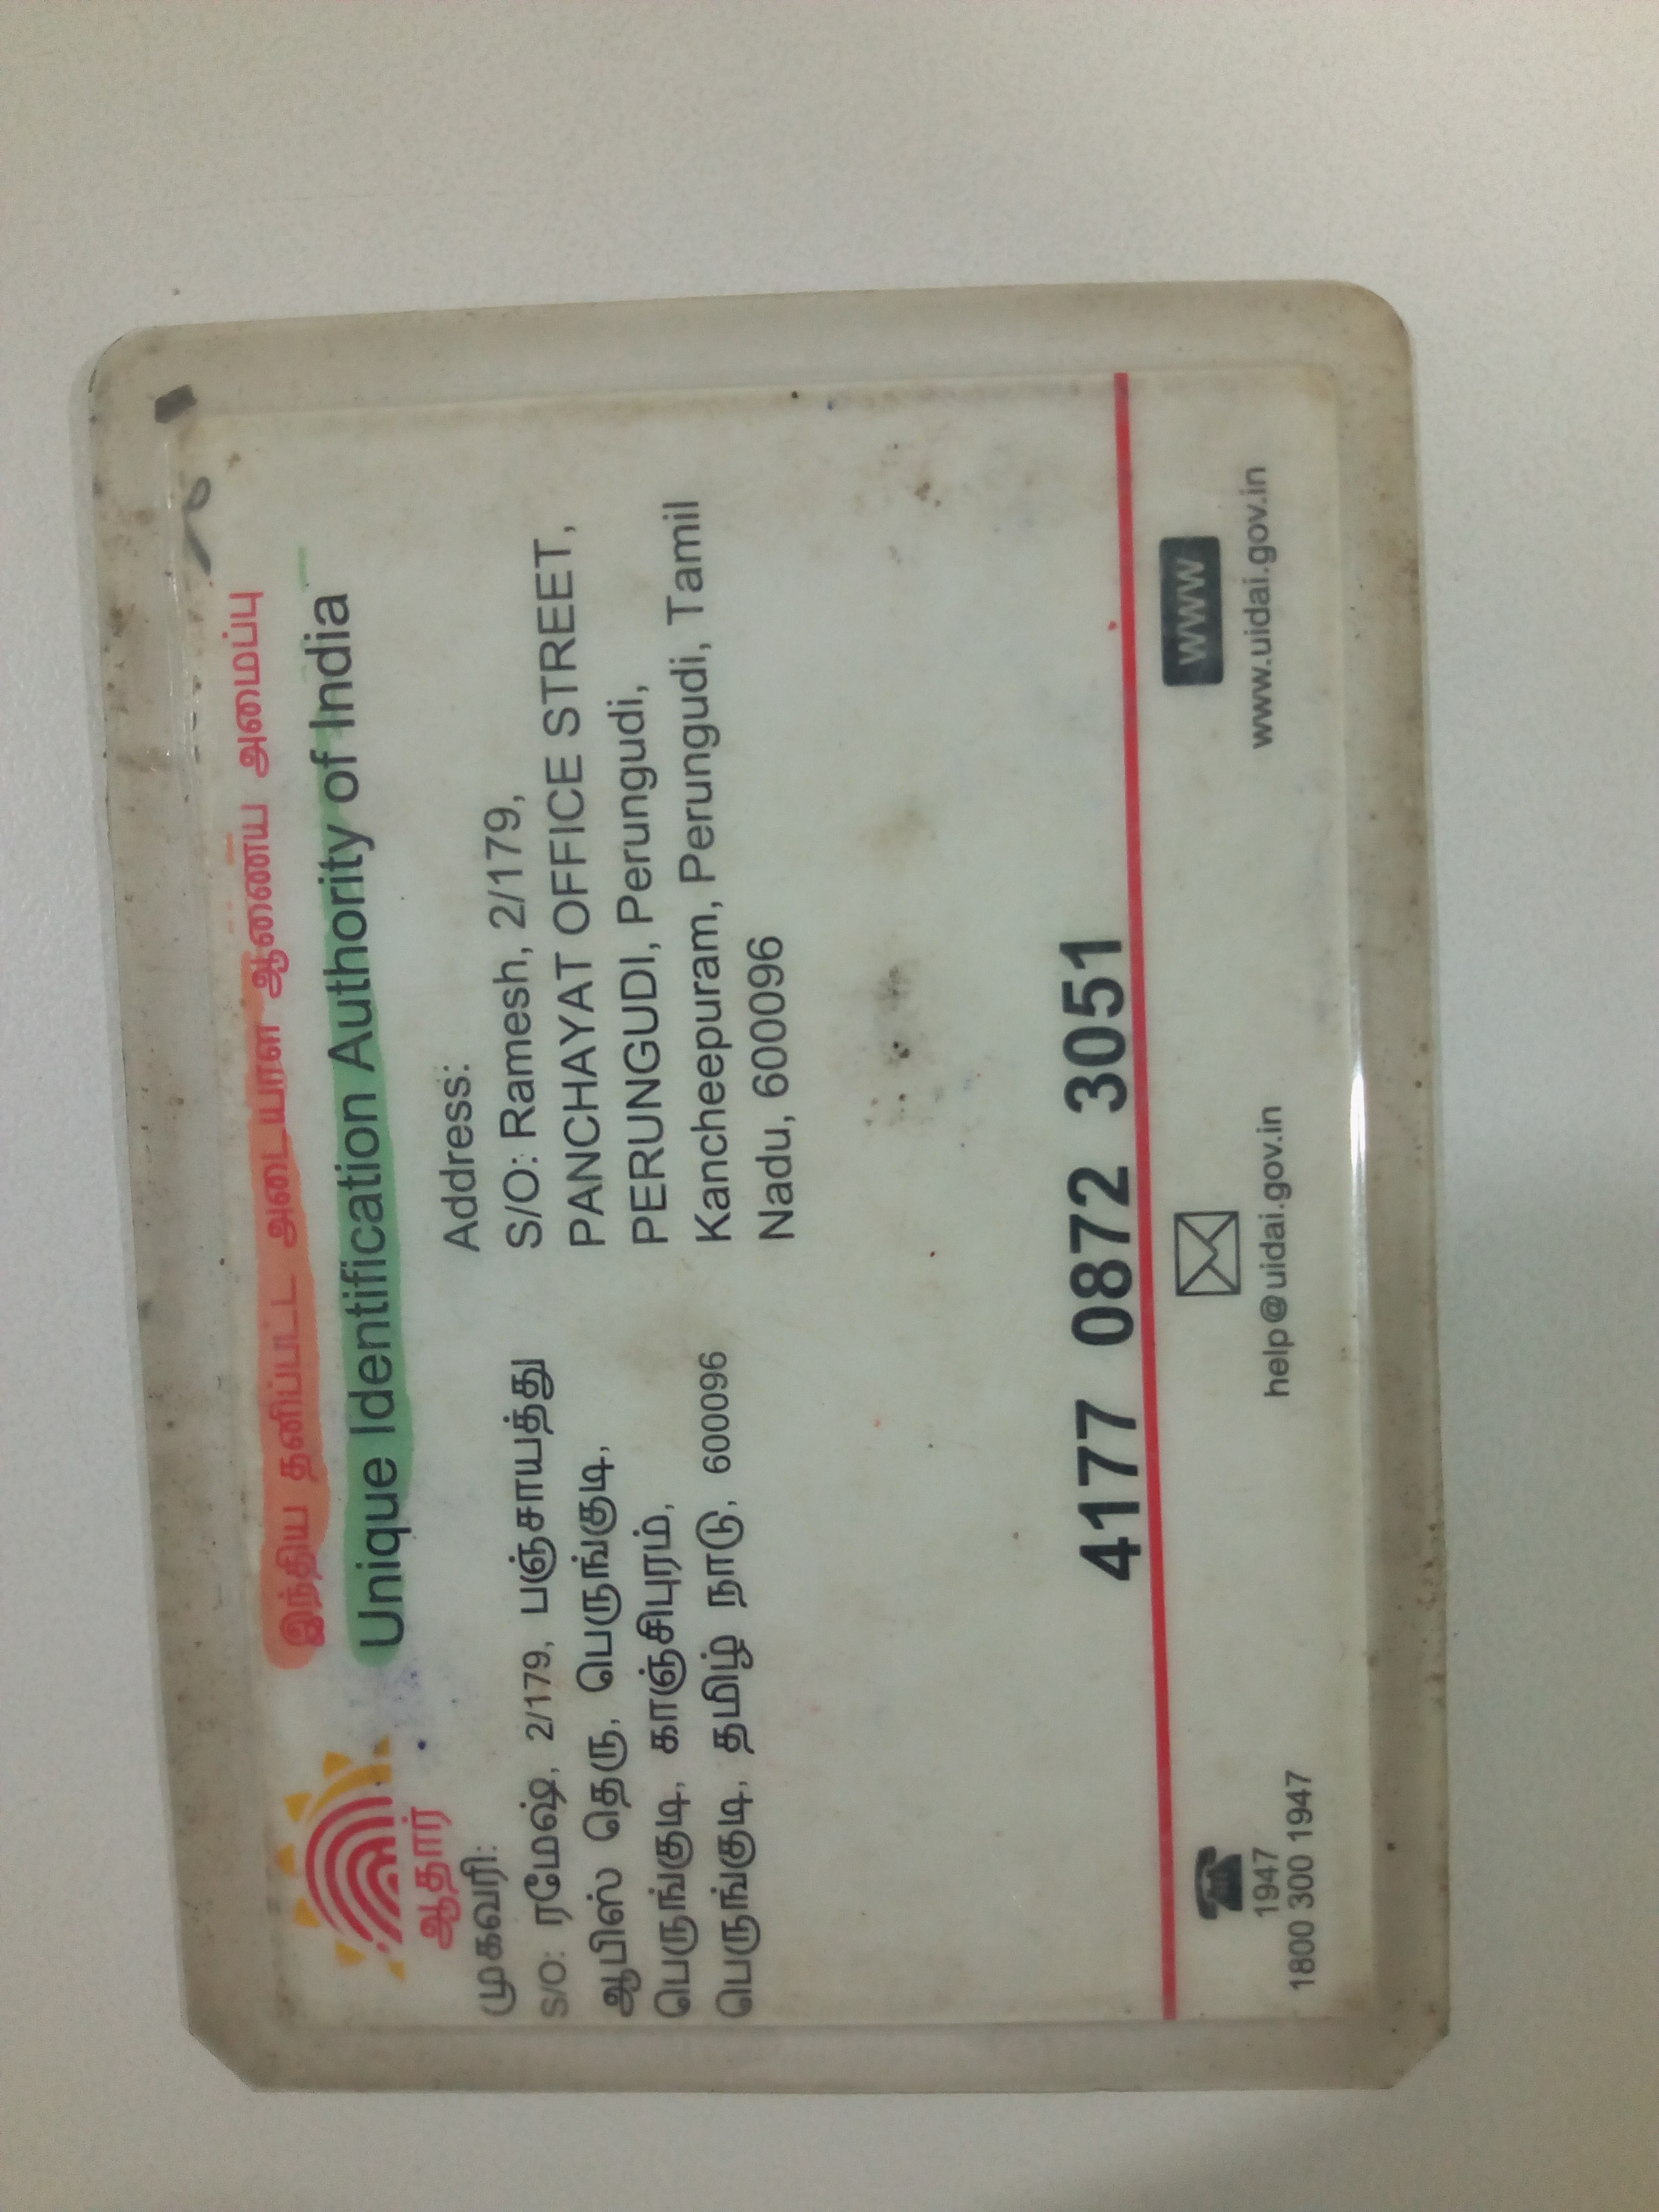 இந்திய தனிப்பட்ட அடையாள ஆணைய அமைப்பு
Unique Identification Authority of India
ஆதார்
முகவரி:
S/O: ரமேஷ், 2/179, பஞ்சாயத்து
ஆபிஸ் தெரு, பெருங்குடி,
பெருங்குடி, காஞ்சிபுரம்,
பெருங்குடி, தமிழ் நாடு, 600096
Address:
S/O: Ramesh, 2/179,
PANCHAYAT OFFICE STREET,
PERUNGUDI, Perungudi,
Kancheepuram, Perungudi, Tamil
Nadu, 600096
4177 0872 3051
1947
1800 300 1947
help@uidai.gov.in
WWW
www.uidai.gov.in